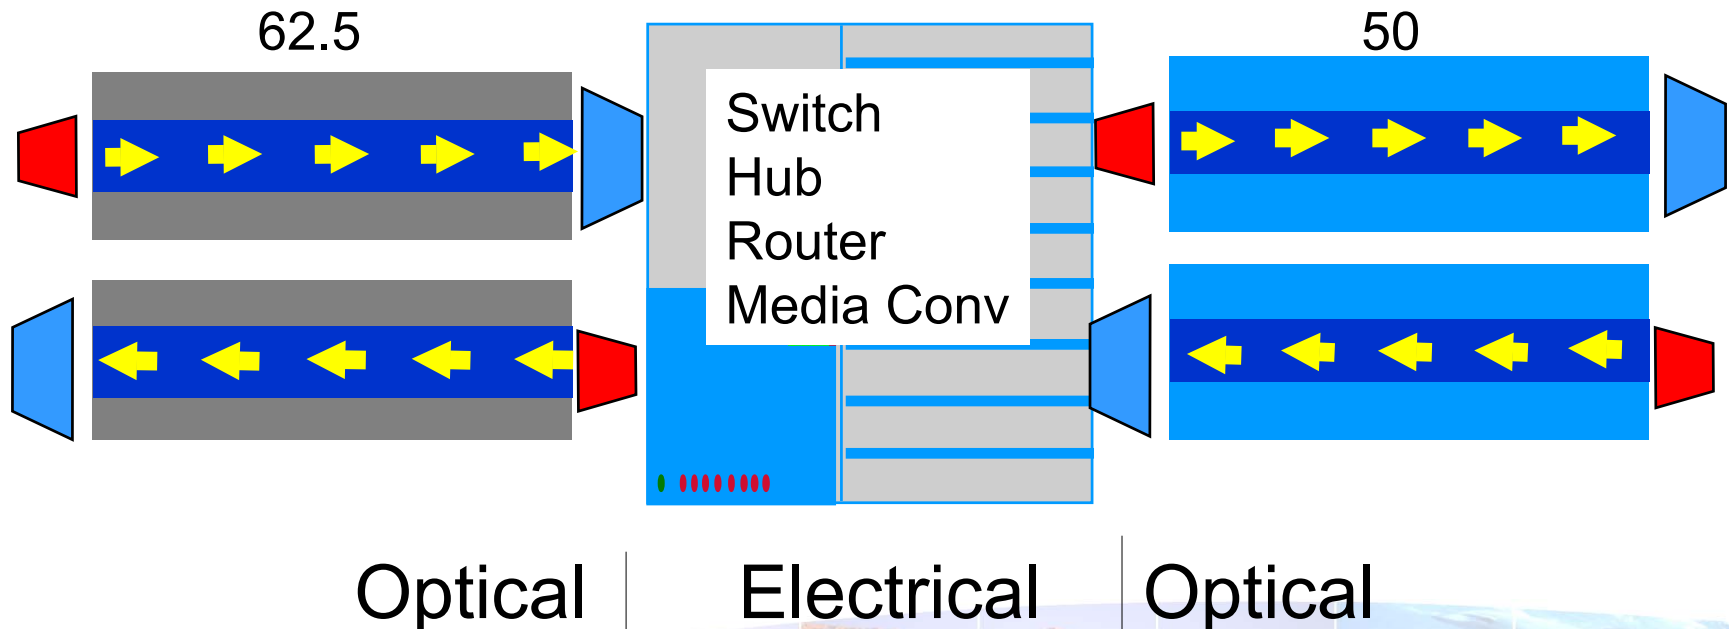 62.5
50
Switch
Hub
Router
Media Conv
Optical
Electrical
Optical